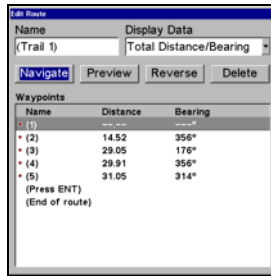 Edit Route
Name Display Data
(Trail 1) Total Distance/Bearing
Navigate Preview Reverse Delete
Waypoints
Name Distance Bearing
(1) --.-- ---°
(2) 14.52 356°
(3) 29.05 176°
(4) 29.91 356°
(5) 31.05 314°
(Press ENT)
(End of route)